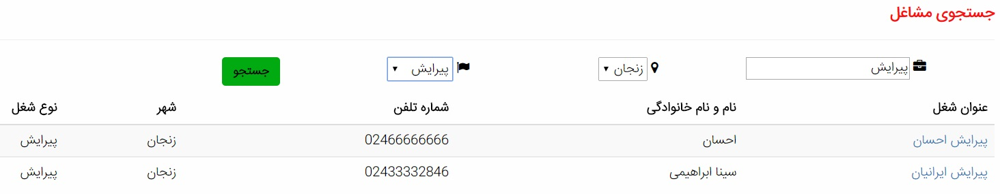 جستجوی مشاغل
پیرایش زنجان پیرایش جستجو
عنوان شغل نام و نام خانوادگی شماره تلفن شهر نوع شغل
پیرایش احسان احسان 02466666666 زنجان پیرایش
پیرایش ایرانیان سینا ابراهیمی 02433332846 زنجان پیرایش